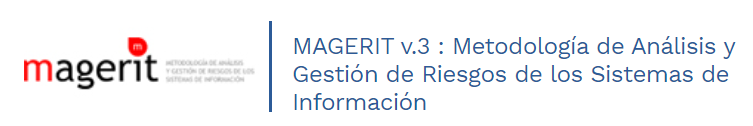 m
magerit
METODOLOGÍA DE ANÁLISIS
Y GESTIÓN DE RIESGOS DE LOS
SISTEMAS DE INFORMACIÓN
MAGERIT v.3 : Metodología de Análisis y
Gestión de Riesgos de los Sistemas de
Información